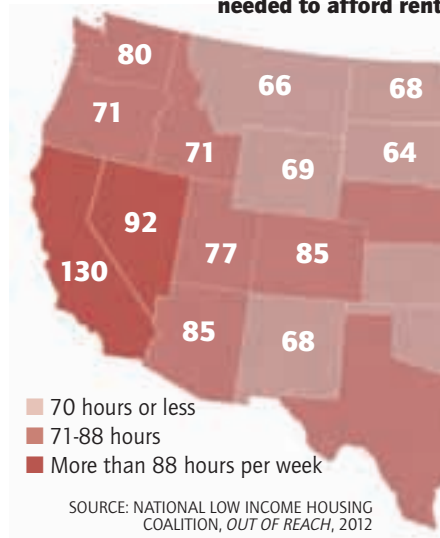 needed to afford rent
80
66
68
71
71
69
64
92
77
85
130
85
68
70 hours or less
71-88 hours
More than 88 hours per week
SOURCE: NATIONAL LOW INCOME HOUSING
COALITION, OUT OF REACH, 2012